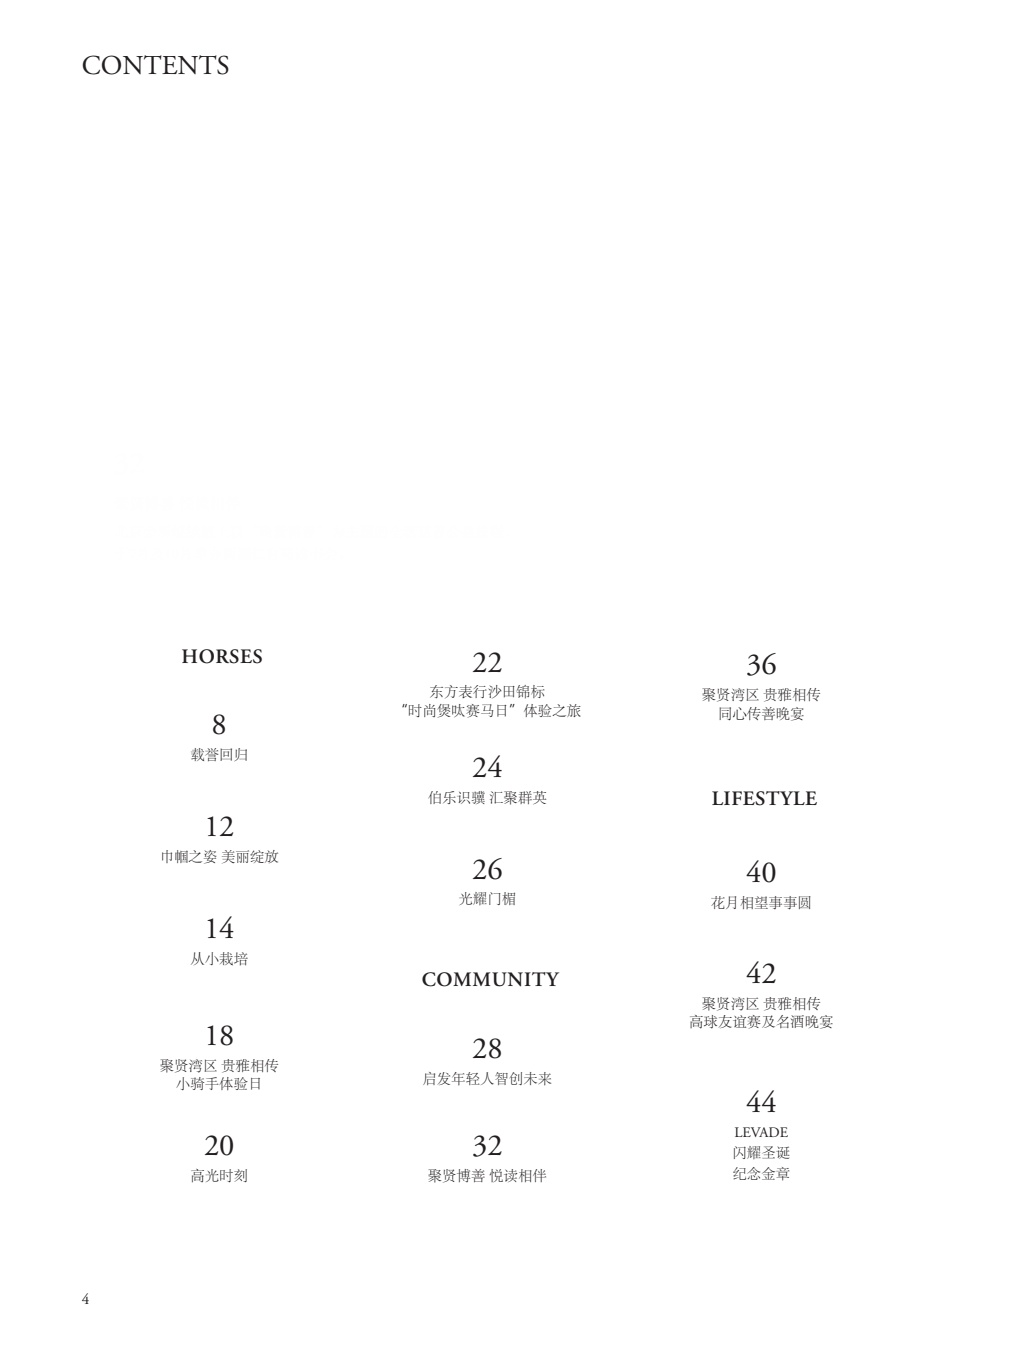 CONTENTS
HORSES
8
载誉回归
12
巾帼之姿 美丽绽放
14
从小栽培
18
聚贤湾区 贵雅相传
小骑手体验日
20
高光时刻
22
东方表行沙田锦标
“时尚煲呔赛马日”体验之旅
24
伯乐识骥 汇聚群英
26
光耀门楣
COMMUNITY
28
启发年轻人智创未来
32
聚贤博善 悦读相伴
36
聚贤湾区 贵雅相传
同心传善晚宴
LIFESTYLE
40
花月相望事事圆
42
聚贤湾区 贵雅相传
高球友谊赛及名酒晚宴
44
LEVADE
闪耀圣诞
纪念金章
4